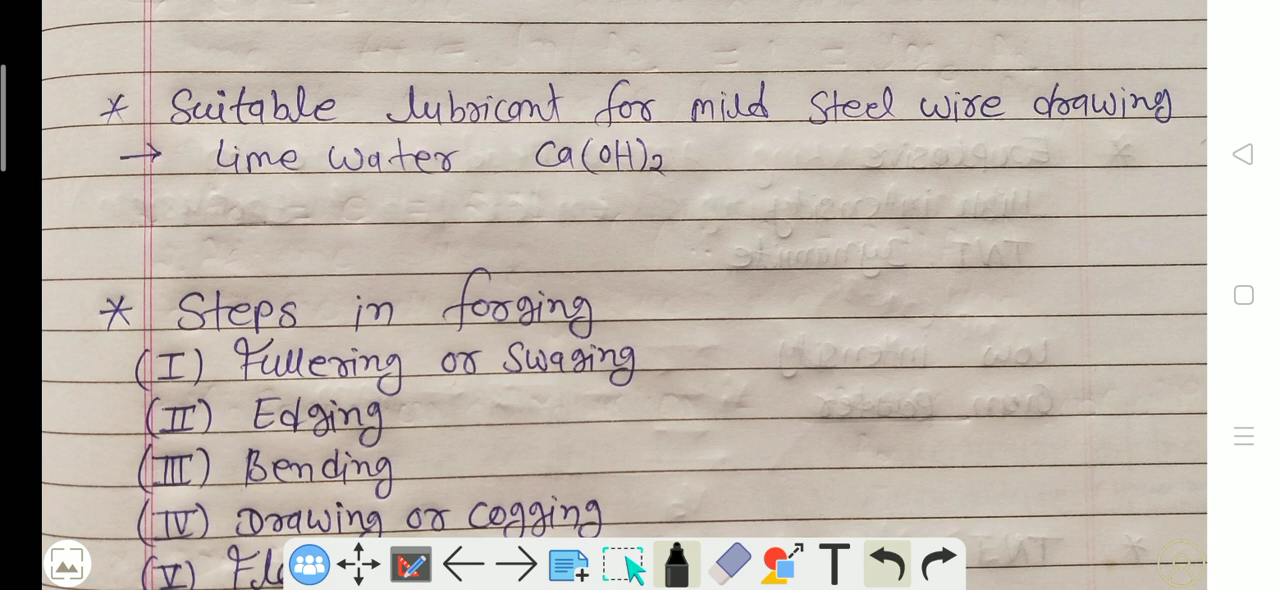 * Suitable lubricant for mild steel wire drawing
→ Lime water Ca(OH)2
* Steps in forging
(I) Fullering or Swaging
(II) Edging
(III) Bending
(IV) Drawing or cogging
(V)
T